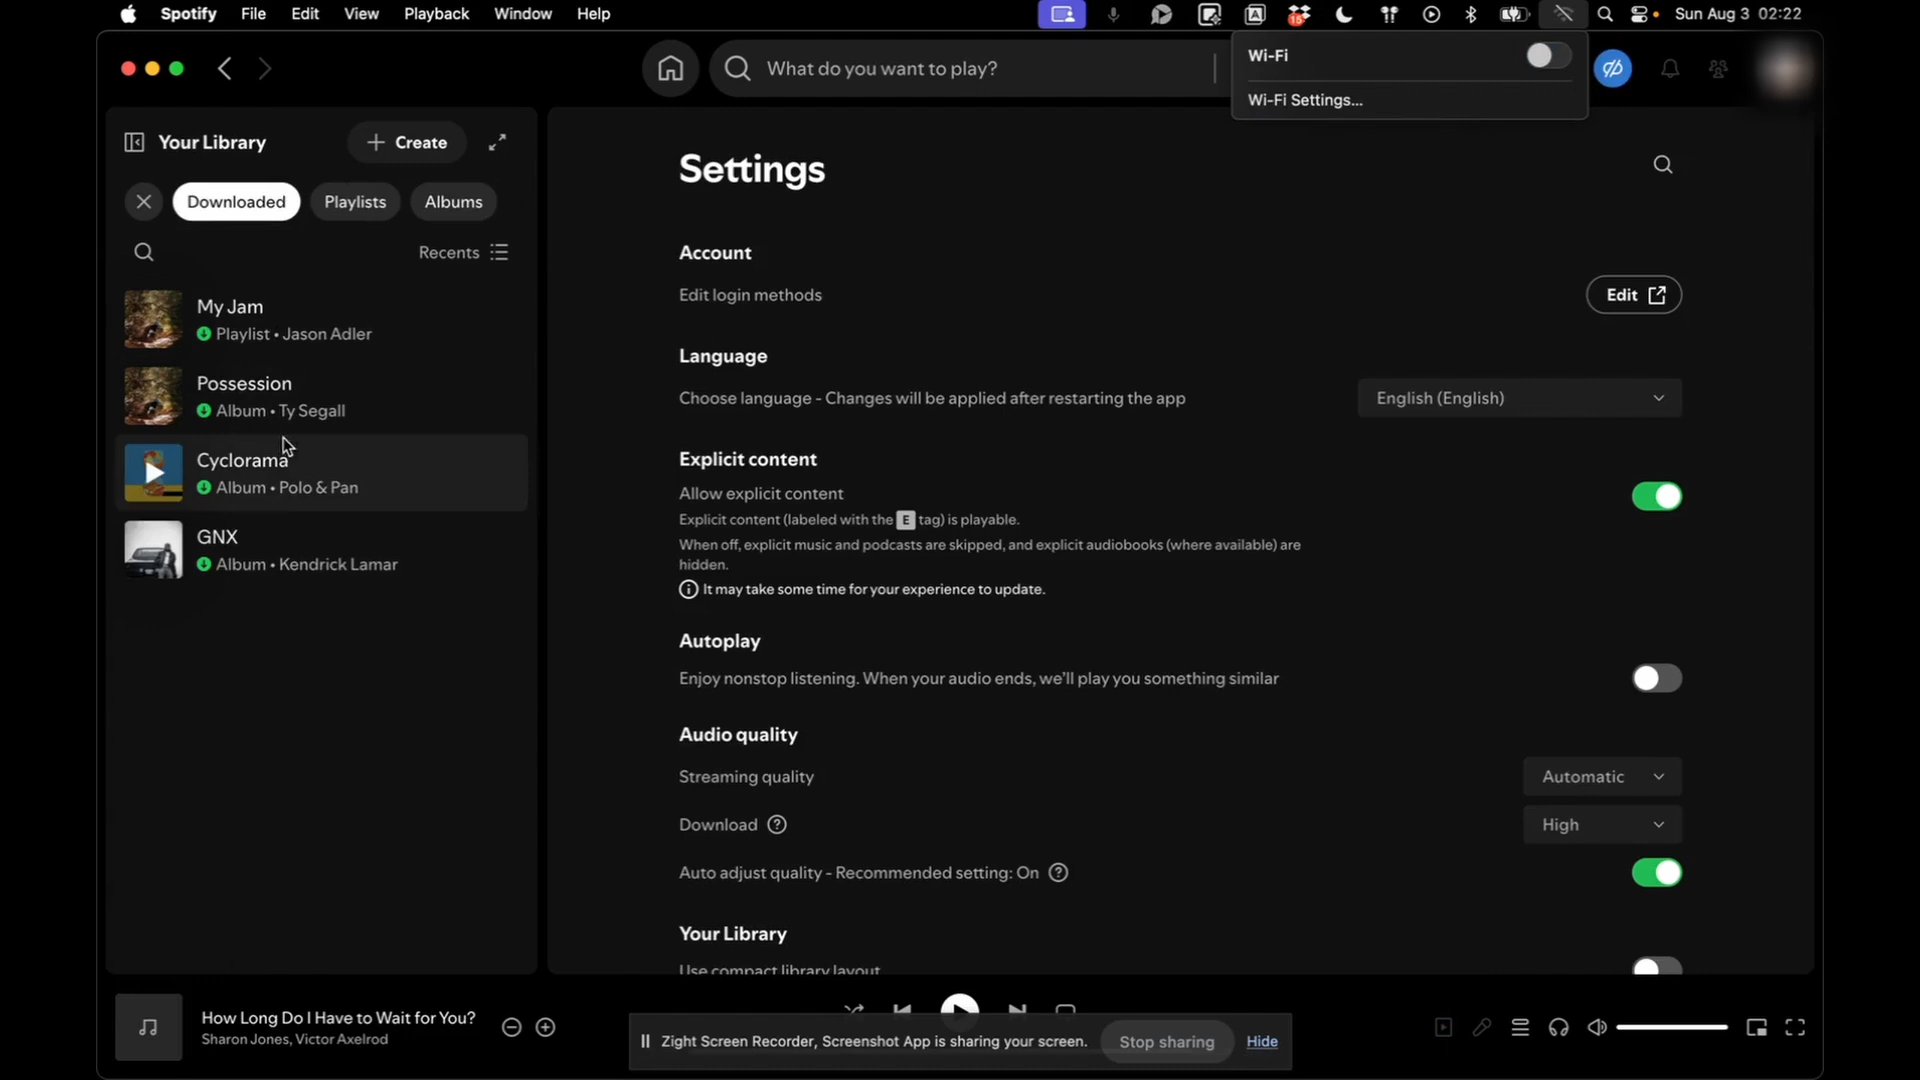 Spotify File Edit View Playback Window Help
15
Sun Aug 3 02:22
Wi-Fi
Wi-Fi Settings...
What do you want to play?
Your Library
Create
Downloaded
Playlists
Albums
Recents
My Jam
Playlist • Jason Adler
Possession
Album • Ty Segall
Cyclorama
Album • Polo & Pan
GNX
Album • Kendrick Lamar
Settings
Account
Edit login methods
Edit
Language
Choose language - Changes will be applied after restarting the app
English (English)
Explicit content
Allow explicit content
Explicit content (labeled with the E tag) is playable.
When off, explicit music and podcasts are skipped, and explicit audiobooks (where available) are
hidden.
It may take some time for your experience to update.
Autoplay
Enjoy nonstop listening. When your audio ends, we'll play you something similar
Audio quality
Streaming quality
Automatic
Download
High
Auto adjust quality - Recommended setting: On
Your Library
Use compact library layout
How Long Do I Have to Wait for You?
Sharon Jones, Victor Axelrod
Zight Screen Recorder, Screenshot App is sharing your screen.
Stop sharing
Hide